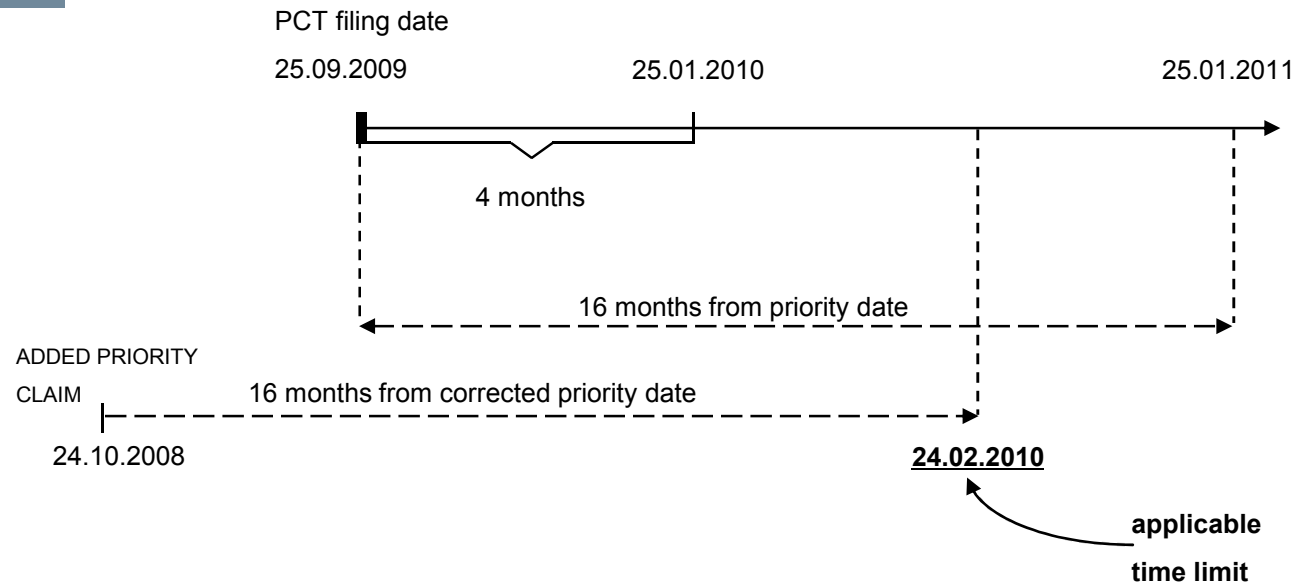 PCT filing date
25.09.2009 25.01.2010 25.01.2011
4 months
16 months from priority date
ADDED PRIORITY
CLAIM 16 months from corrected priority date
24.10.2008 24.02.2010
applicable
time limit